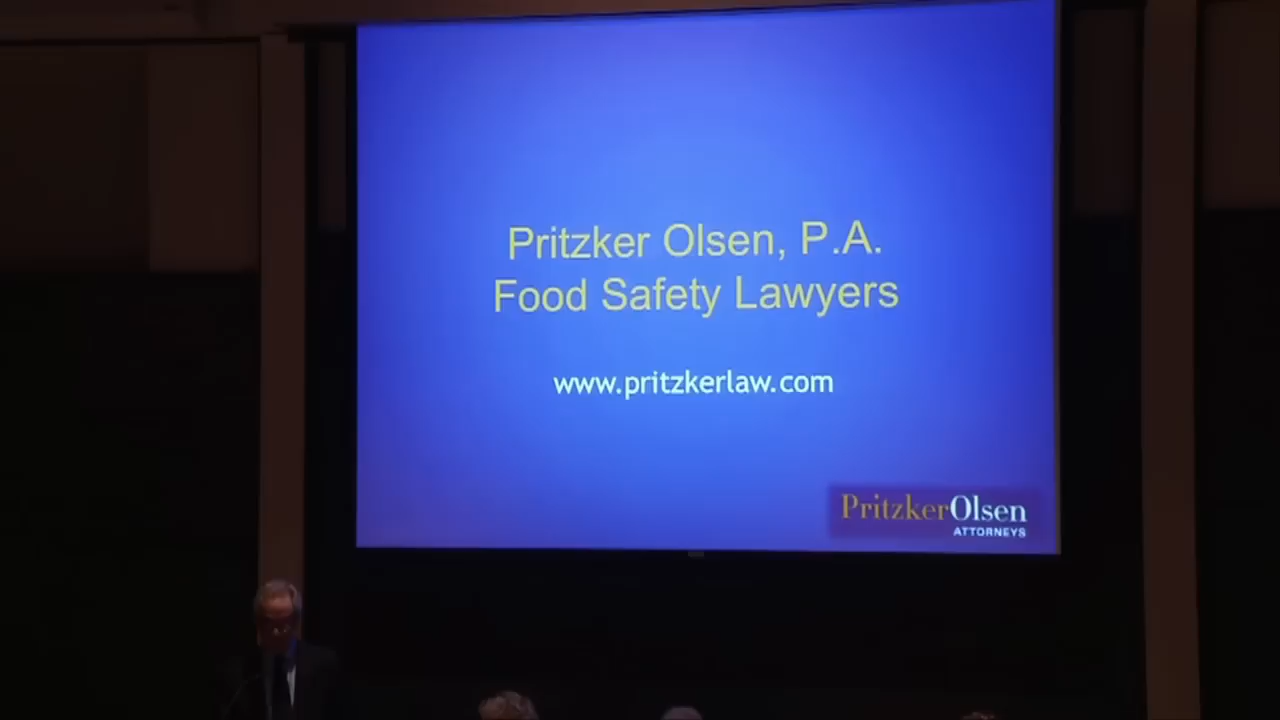 Pritzker Olsen, P.A.
Food Safety Lawyers
www.pritzkerlaw.com
PritzkerOlsen
ATTORNEYS